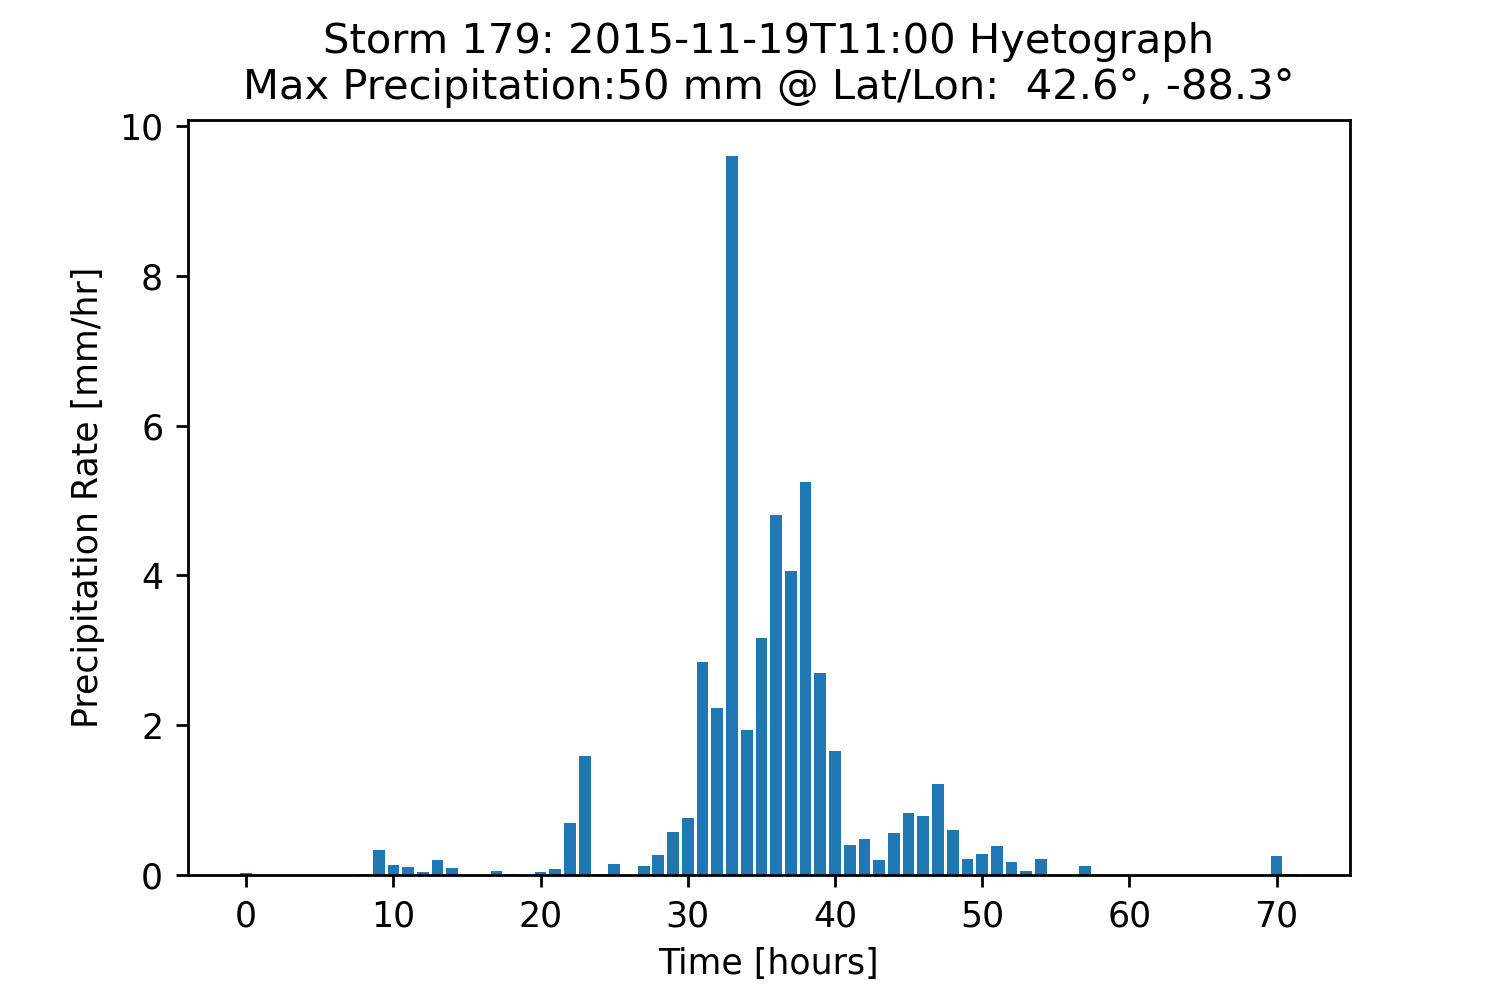 Storm 179: 2015-11-19T11:00 Hyetograph
Max Precipitation:50 mm @ Lat/Lon:  42.6°, -88.3°
10
8
6
4
2
0
Precipitation Rate [mm/hr]
0 10 20 30 40 50 60 70
Time [hours]